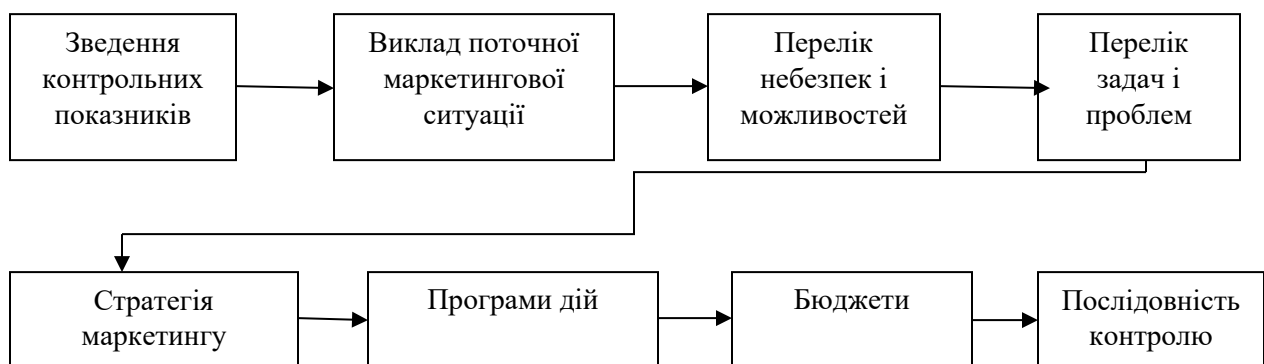 Зведення
контрольних
показників
Виклад поточної
маркетингової
ситуації
Перелік
небезпек і
можливостей
Перелік
задач і
проблем
Стратегія
маркетингу
Програми дій
Бюджети
Послідовність
контролю